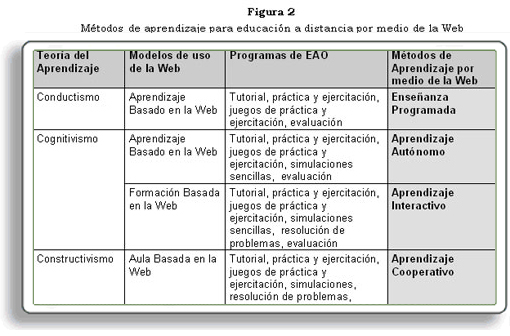 Figura 2
Métodos de aprendizaje para educación a distancia por medio de la Web
Teoría del Aprendizaje
Modelos de uso de la Web
Programas de EAO
Métodos de Aprendizaje por medio de la Web
Conductismo
Aprendizaje Basado en la Web
Tutorial, práctica y ejercitación,
juegos de práctica y
ejercitación, evaluación
Enseñanza
Programada
Cognitivismo
Aprendizaje
Basado en la Web
Tutorial, práctica y ejercitación,
juegos de práctica y
ejercitación, simulaciones
sencillas, evaluación
Aprendizaje
Autónomo
Formación Basada
en la Web
Tutorial, práctica y ejercitación,
juegos de práctica y
ejercitación, simulaciones
sencillas, resolución de
problemas, evaluación
Aprendizaje
Interactivo
Constructivismo
Aula Basada en la
Web
Tutorial, práctica y ejercitación,
juegos de práctica y
ejercitación, simulaciones,
resolución de problemas,
Aprendizaje
Cooperativo